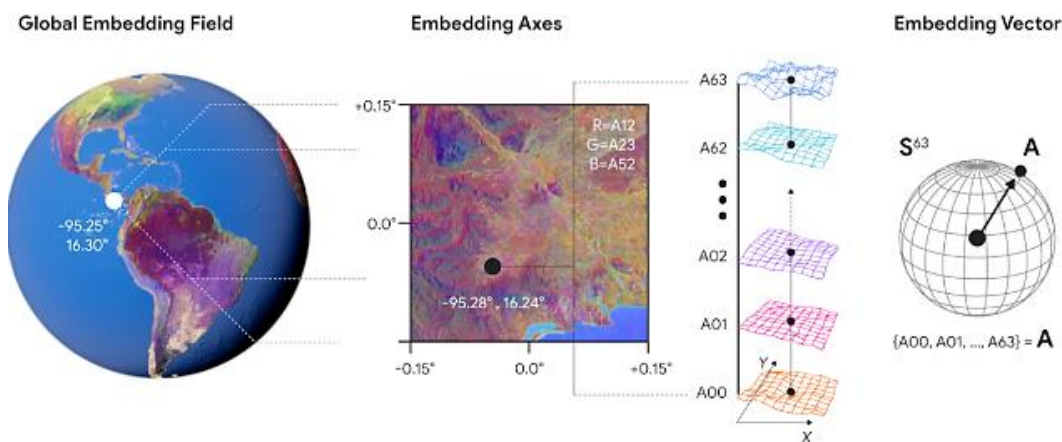 Global Embedding Field
Embedding Axes
Embedding Vector
-95.25°
16.30°
+0.15°
0.0°
-0.15°
0.0°
+0.15°
R=A12
G=A23
B=A52
-95.28°, 16.24°
A63
A62
A02
A01
A00
Y
X
S⁶³
A
{A00, A01, ..., A63} = A